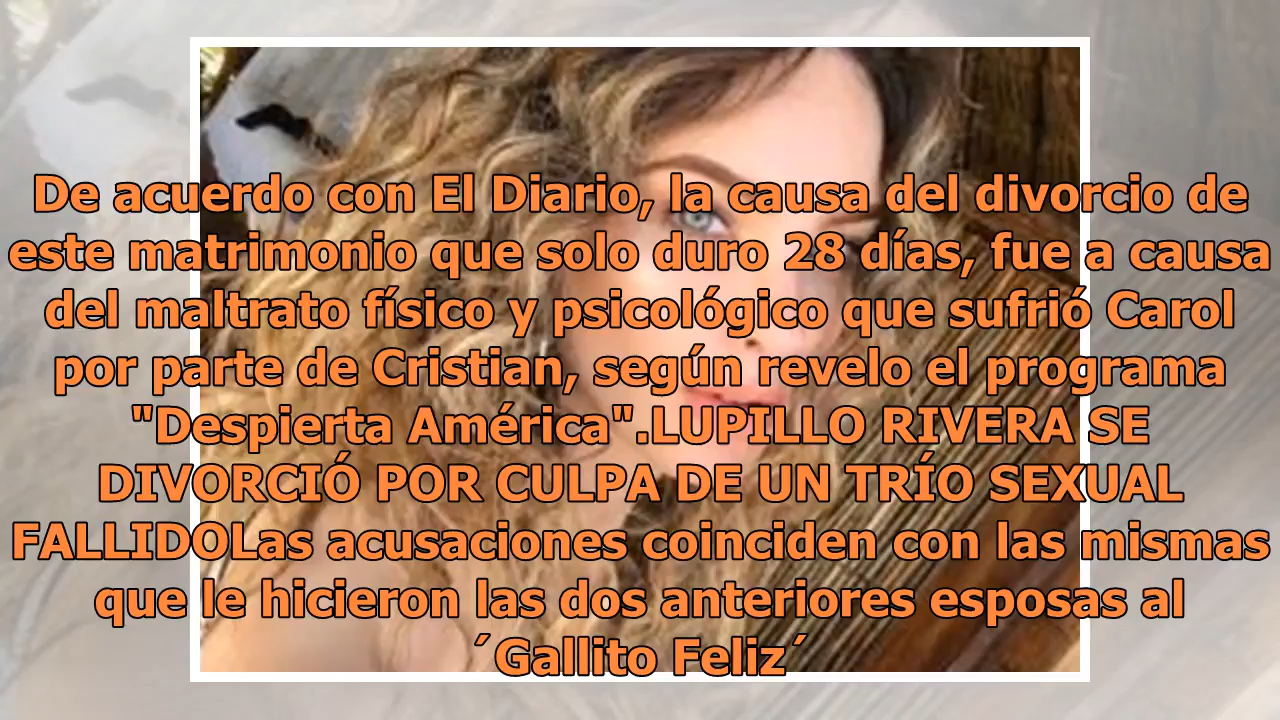 De acuerdo con El Diario, la causa del divorcio de
este matrimonio que solo duro 28 días, fue a causa
del maltrato físico y psicológico que sufrió Carol
por parte de Cristian, según revelo el programa
"Despierta América".LUPILLO RIVERA SE
DIVORCIÓ POR CULPA DE UN TRÍO SEXUAL
FALLIDOLas acusaciones coinciden con las mismas
que le hicieron las dos anteriores esposas al
´Gallito Feliz´